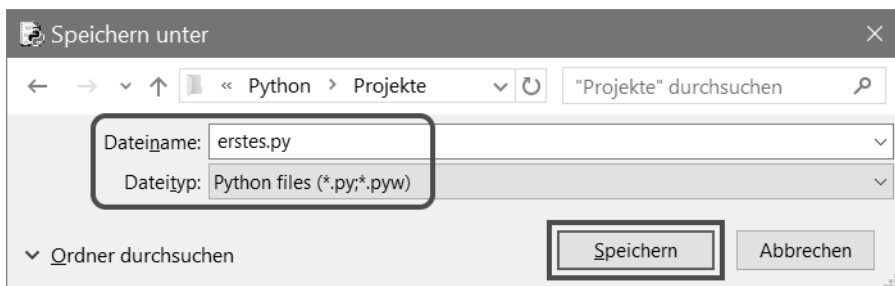 Speichern unter
« Python > Projekte "Projekte" durchsuchen
Dateiname: erstes.py
Dateityp: Python files (*.py;*.pyw)
Ordner durchsuchen Speichern Abbrechen